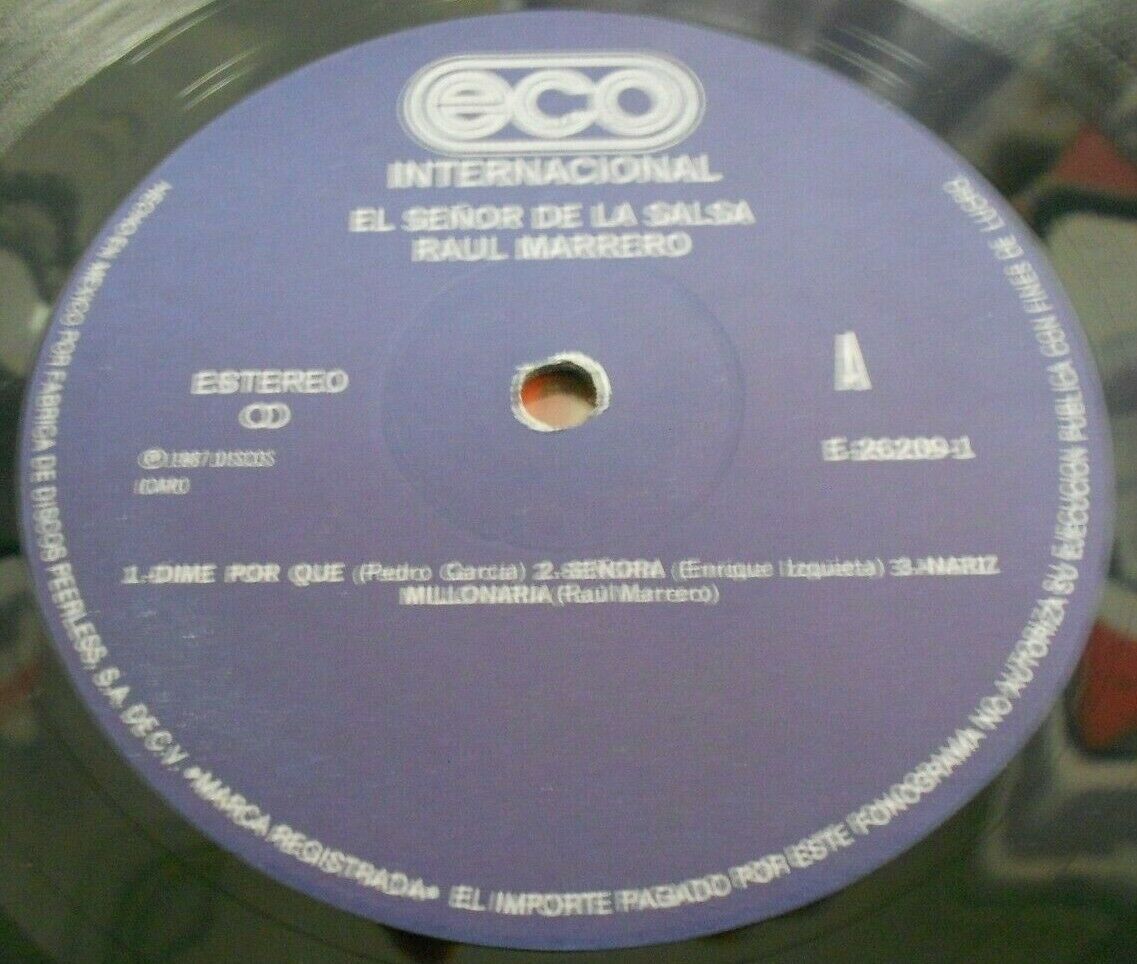 eco
INTERNACIONAL
EL SEÑOR DE LA SALSA
RAUL MARRERO
ESTEREO
A
℗ 1987 DISCOS
ICARO
E-26209-1
1.-DIME POR QUE (Pedro Garcia) 2.-SEÑORA (Enrique Izquieta) 3.-NARIZ
MILLONARIA (Raul Marrero)
HECHO EN MEXICO POR FABRICA DE DISCOS PEERLESS, S.A. DE C.V. •MARCA REGISTRADA• EL IMPORTE PAGADO POR ESTE FONOGRAMA NO AUTORIZA SU EJECUCION PUBLICA CON FINES DE LUCRO